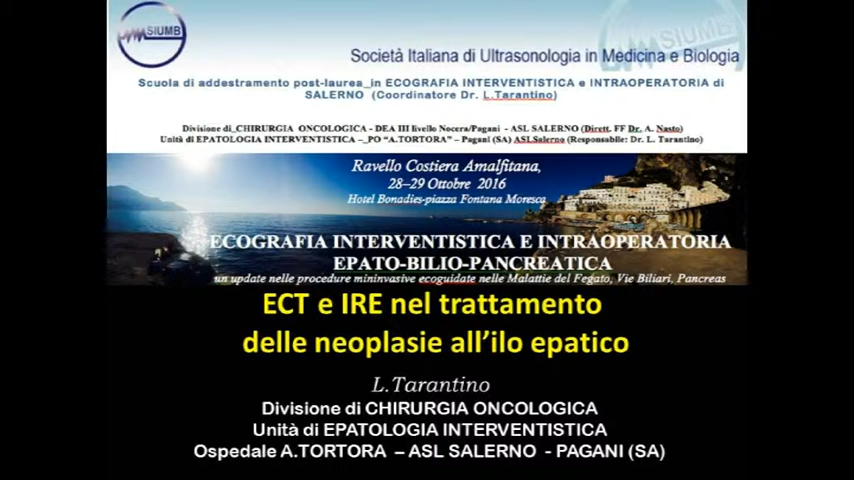 SIUMB
SIUMB
Società Italiana di Ultrasonologia in Medicina e Biologia
Scuola di addestramento post-laurea_in ECOGRAFIA INTERVENTISTICA e INTRAOPERATORIA di
SALERNO (Coordinatore Dr. L.Tarantino)
Divisione di_CHIRURGIA ONCOLOGICA - DEA III livello Nocera/Pagani - ASL SALERNO (Dirett. FF Dr. A. Nasto)
Unità di EPATOLOGIA INTERVENTISTICA –_PO “A.TORTORA” – Pagani (SA) ASLSalerno (Responsabile: Dr. L. Tarantino)
Ravello Costiera Amalfitana,
28–29 Ottobre 2016
Hotel Bonadies-piazza Fontana Moresca
ECOGRAFIA INTERVENTISTICA E INTRAOPERATORIA
EPATO-BILIO-PANCREATICA
un update nelle procedure mininvasive ecoguidate nelle Malattie del Fegato, Vie Biliari, Pancreas
ECT e IRE nel trattamento
delle neoplasie all’ilo epatico
L.Tarantino
Divisione di CHIRURGIA ONCOLOGICA
Unità di EPATOLOGIA INTERVENTISTICA
Ospedale A.TORTORA – ASL SALERNO - PAGANI (SA)